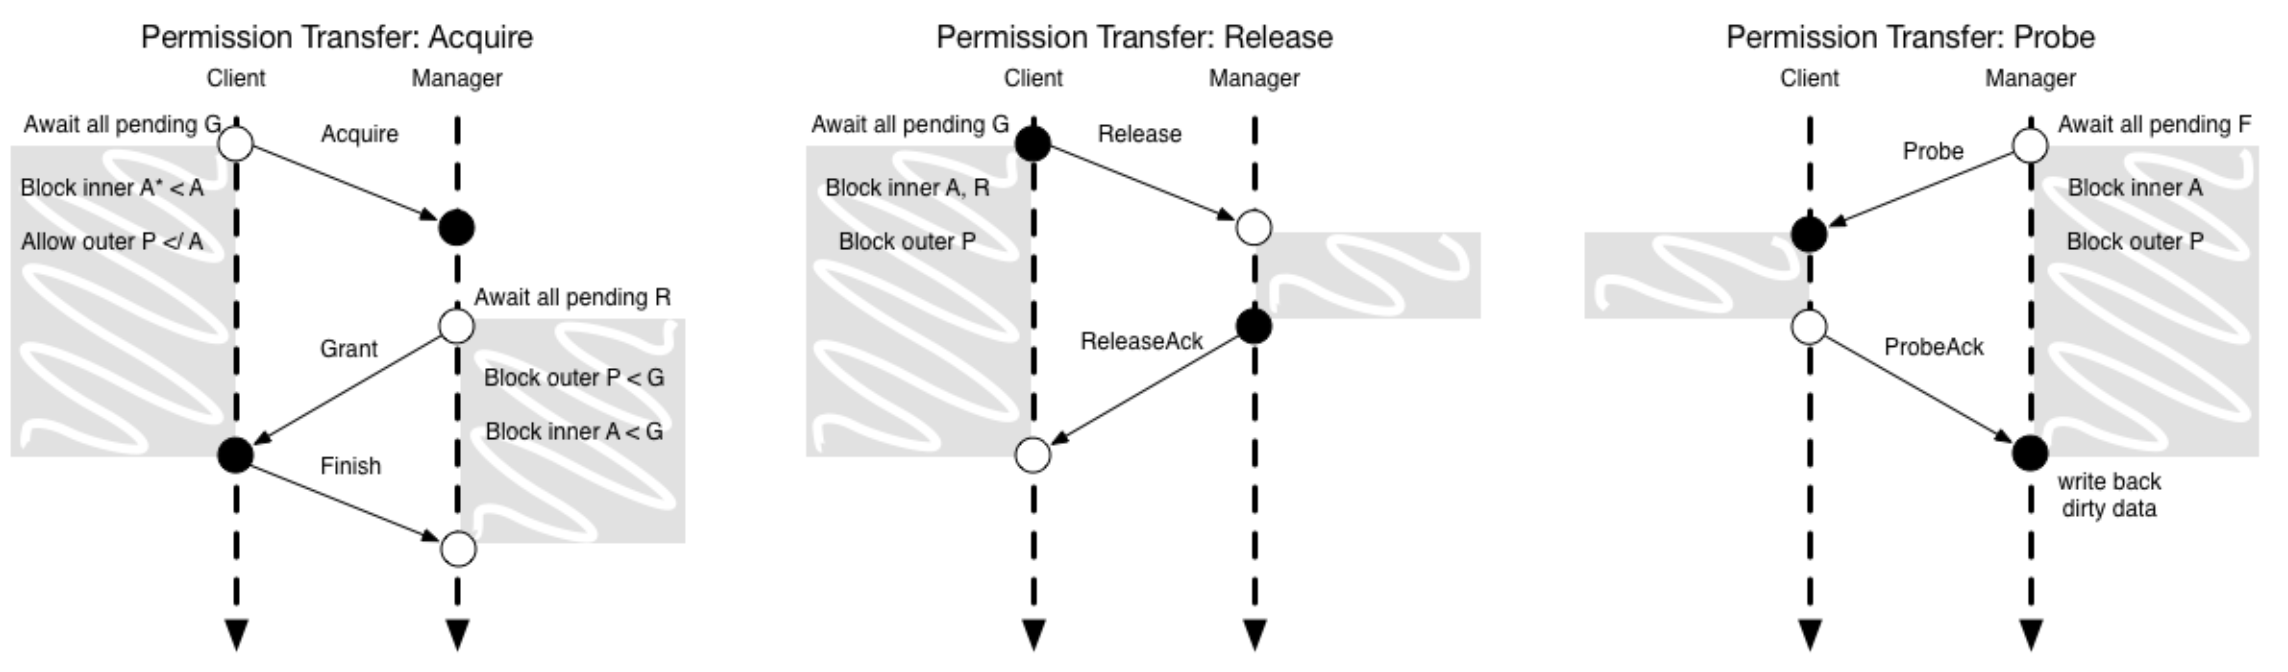 Permission Transfer: Acquire
Client
Manager
Await all pending G
Acquire
Block inner A* < A
Allow outer P </ A
Await all pending R
Grant
Block outer P < G
Block inner A < G
Finish
Permission Transfer: Release
Client
Manager
Await all pending G
Release
Block inner A, R
Block outer P
ReleaseAck
Permission Transfer: Probe
Client
Manager
Await all pending F
Probe
Block inner A
Block outer P
ProbeAck
write back
dirty data